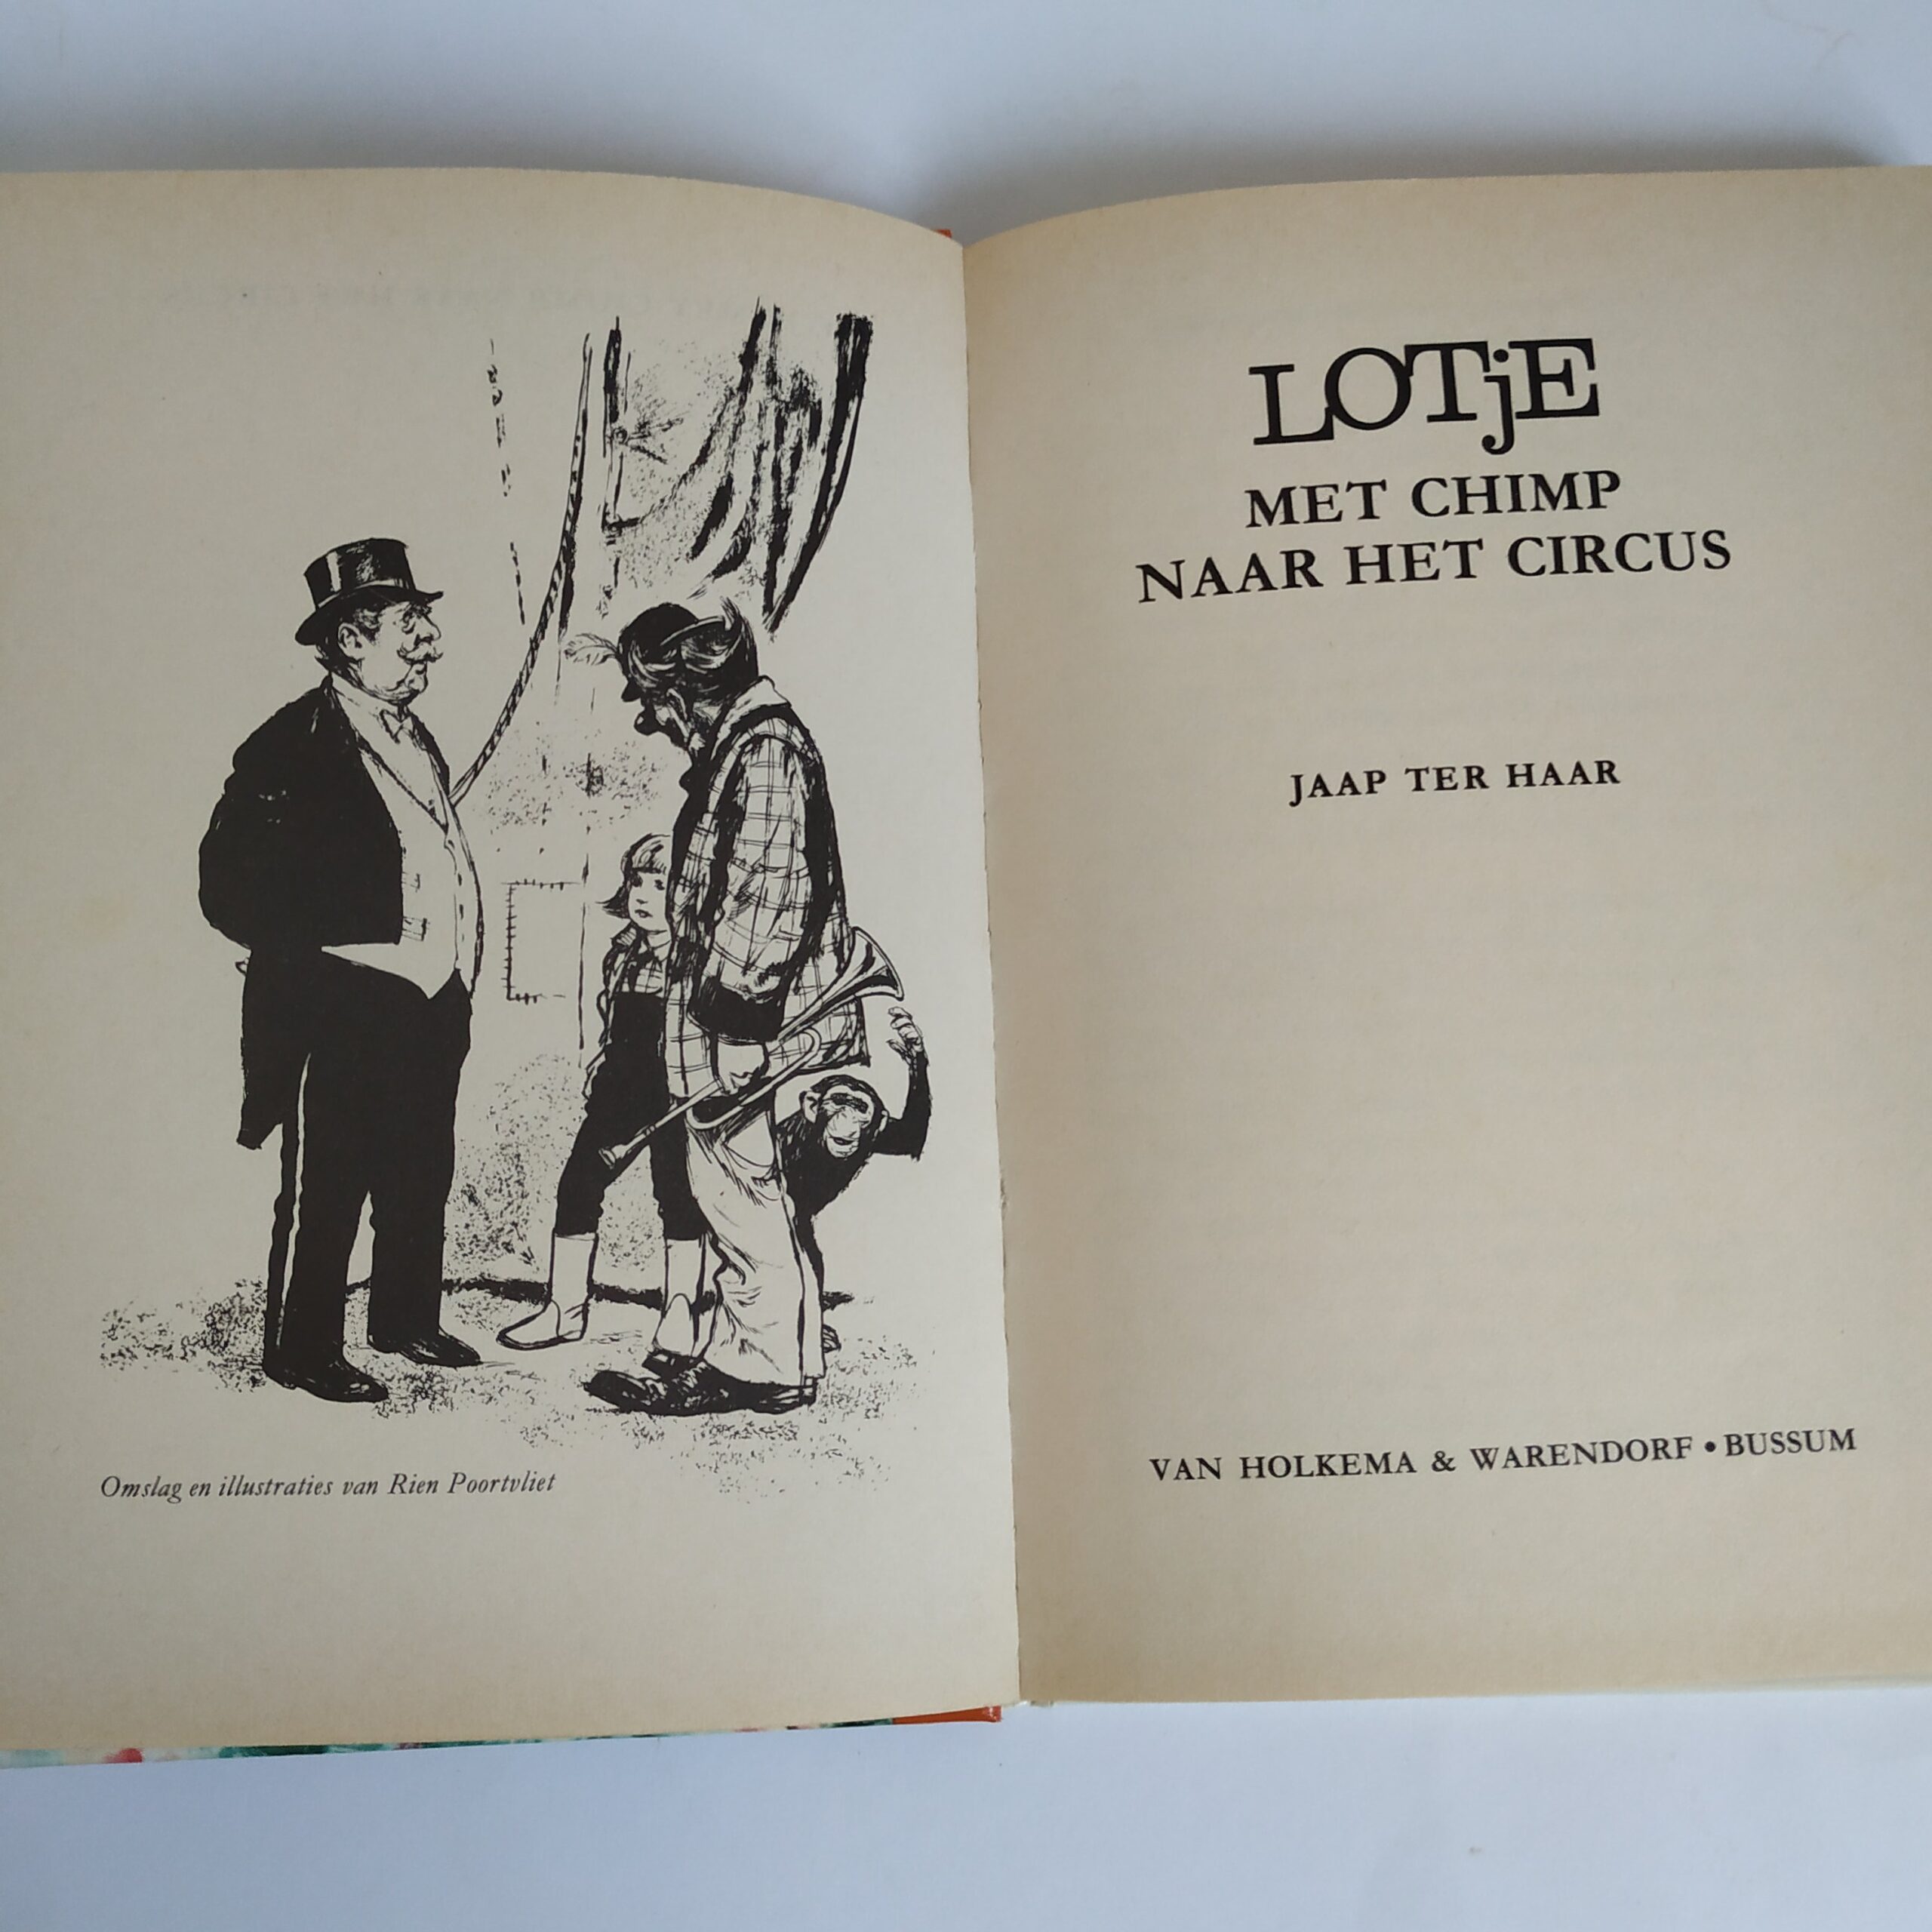 Omslag en illustraties van Rien Poortvliet
LOTjE
MET CHIMP
NAAR HET CIRCUS
JAAP TER HAAR
VAN HOLKEMA & WARENDORF • BUSSUM